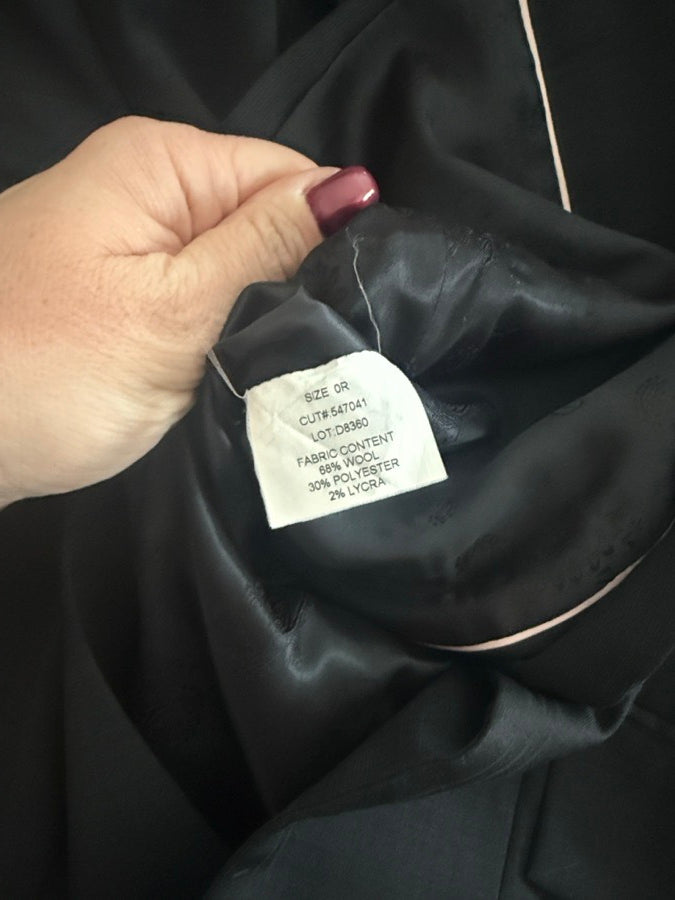 SIZE 0R
CUT#:547041
LOT:D8360
FABRIC CONTENT
68% WOOL
30% POLYESTER
2% LYCRA